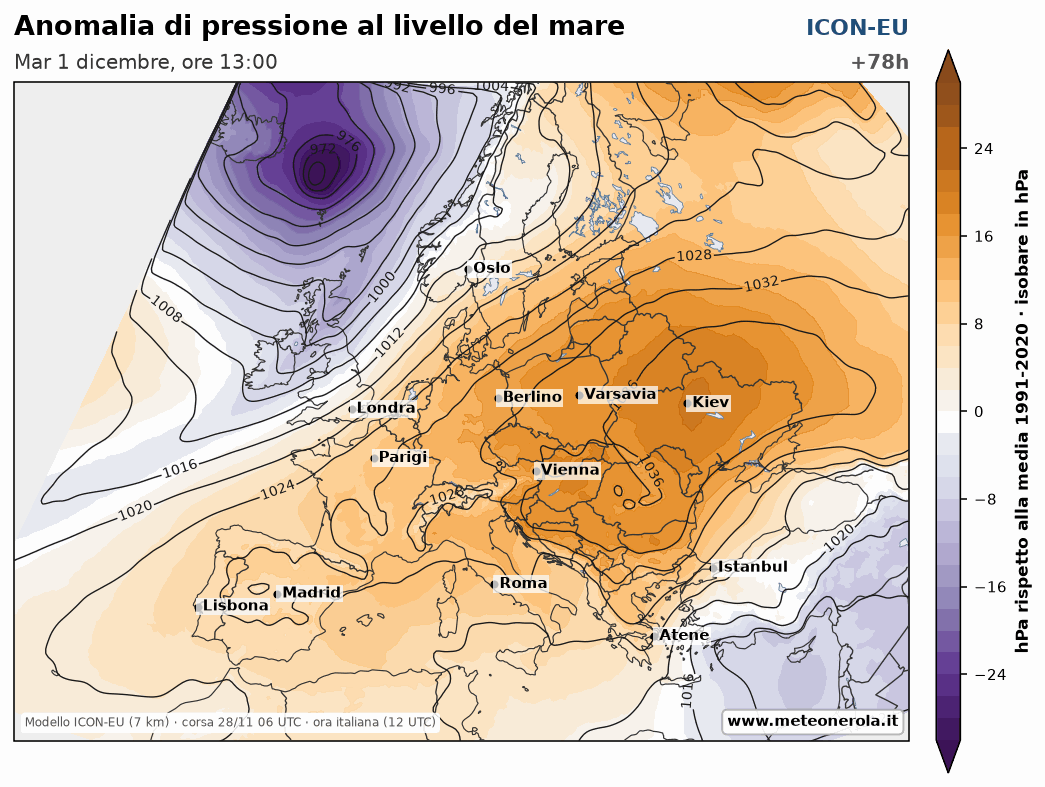 Anomalia di pressione al livello del mare
ICON-EU
Mar 1 dicembre, ore 13:00
+78h
992
996
1004
976
972
1028
1032
1000
1008
1012
Oslo
Londra
Berlino
Varsavia
Kiev
Parigi
Vienna
1016
1024
1028
1036
1020
1020
Istanbul
Roma
Madrid
Lisbona
Atene
1016
Modello ICON-EU (7 km) · corsa 28/11 06 UTC · ora italiana (12 UTC)
www.meteonerola.it
24
16
8
0
−8
−16
−24
hPa rispetto alla media 1991-2020 · isobare in hPa